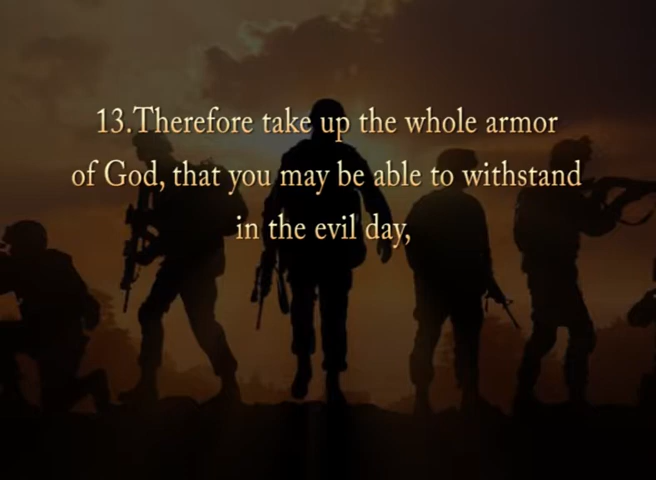 13.Therefore take up the whole armor
of God, that you may be able to withstand
in the evil day,